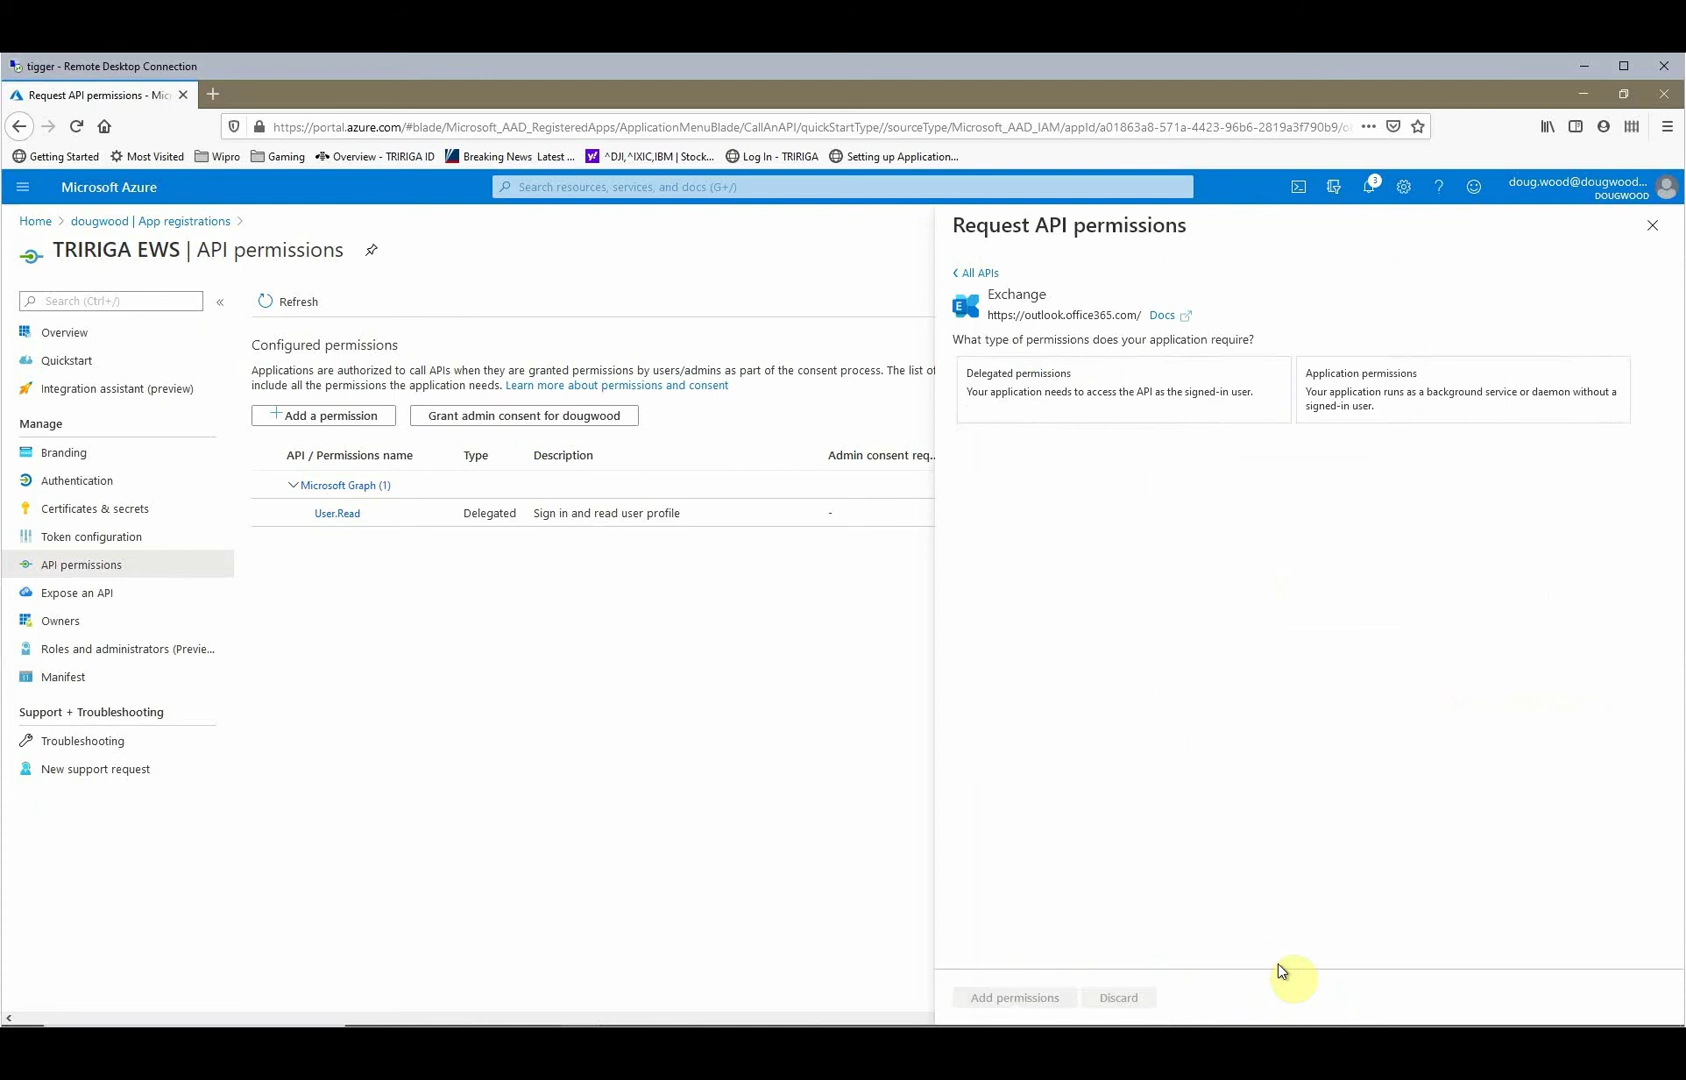 tigger - Remote Desktop Connection
Request API permissions - Mic
https://portal.azure.com/#blade/Microsoft_AAD_RegisteredApps/ApplicationMenuBlade/CallAnAPI/quickStartType//sourceType/Microsoft_AAD_IAM/appId/a01863a8-571a-4423-96b6-2819a3f790b9/ol
Getting Started
Most Visited
Wipro
Gaming
Overview - TRIRIGA ID
Breaking News Latest ...
^DJI,^IXIC,IBM | Stock...
Log In - TRIRIGA
Setting up Application...
Microsoft Azure
Search resources, services, and docs (G+/)
3
doug.wood@dougwood...
DOUGWOOD
Home > dougwood | App registrations >
TRIRIGA EWS | API permissions
Search (Ctrl+/)
«
Overview
Quickstart
Integration assistant (preview)
Manage
Branding
Authentication
Certificates & secrets
Token configuration
API permissions
Expose an API
Owners
Roles and administrators (Previe...
Manifest
Support + Troubleshooting
Troubleshooting
New support request
Refresh
Configured permissions
Applications are authorized to call APIs when they are granted permissions by users/admins as part of the consent process. The list of
include all the permissions the application needs. Learn more about permissions and consent
Add a permission
Grant admin consent for dougwood
API / Permissions name
Type
Description
Admin consent req...
Microsoft Graph (1)
User.Read
Delegated
Sign in and read user profile
-
Request API permissions
All APIs
Exchange
https://outlook.office365.com/ Docs
What type of permissions does your application require?
Delegated permissions
Your application needs to access the API as the signed-in user.
Application permissions
Your application runs as a background service or daemon without a
signed-in user.
Add permissions
Discard